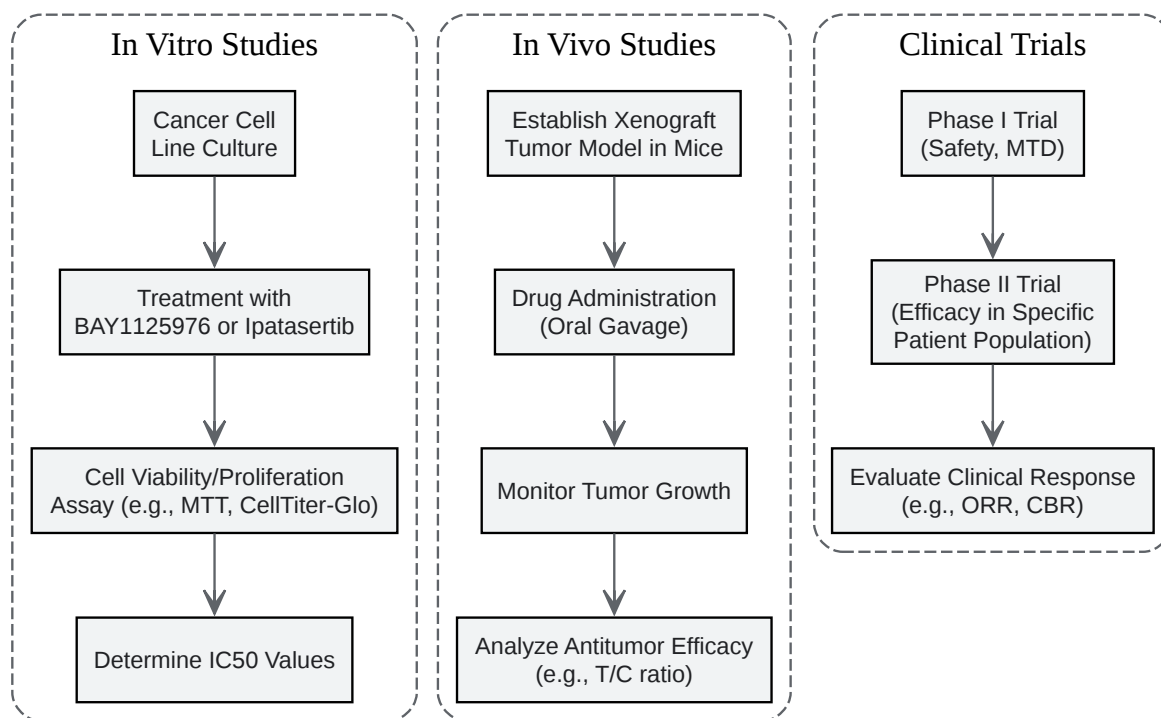 In Vitro Studies
Cancer Cell
Line Culture
Treatment with
BAY1125976 or Ipatasertib
Cell Viability/Proliferation
Assay (e.g., MTT, CellTiter-Glo)
Determine IC50 Values
In Vivo Studies
Establish Xenograft
Tumor Model in Mice
Drug Administration
(Oral Gavage)
Monitor Tumor Growth
Analyze Antitumor Efficacy
(e.g., T/C ratio)
Clinical Trials
Phase I Trial
(Safety, MTD)
Phase II Trial
(Efficacy in Specific
Patient Population)
Evaluate Clinical Response
(e.g., ORR, CBR)